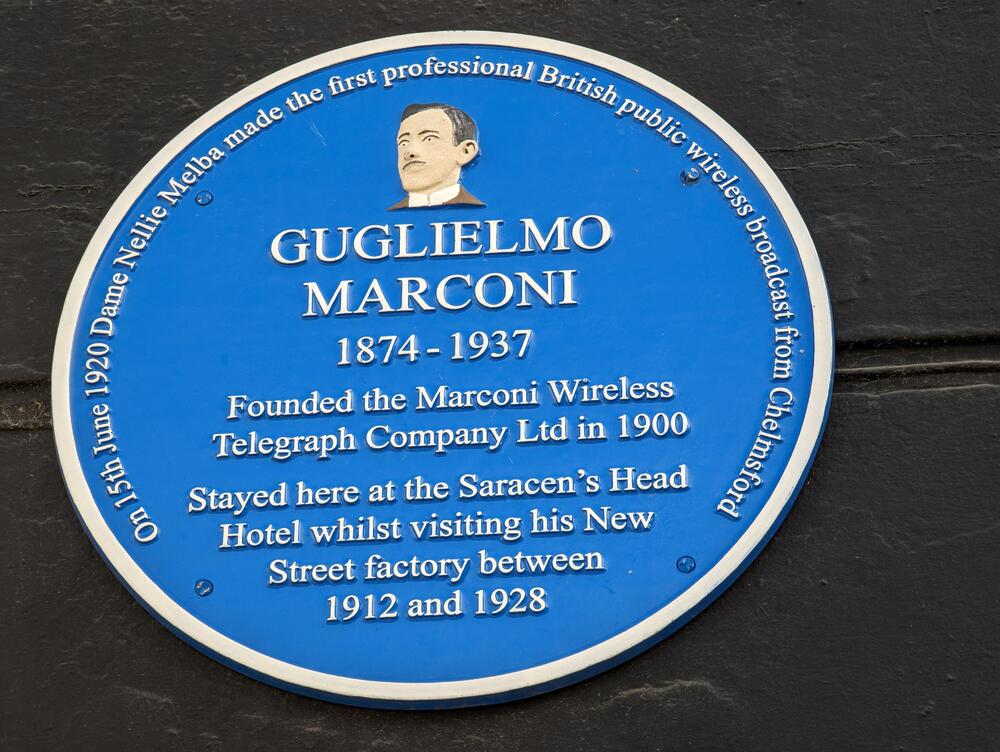 On 15th June 1920 Dame Nellie Melba made the first professional British public wireless broadcast from Chelmsford
GUGLIELMO
MARCONI
1874 - 1937
Founded the Marconi Wireless
Telegraph Company Ltd in 1900
Stayed here at the Saracen's Head
Hotel whilst visiting his New
Street factory between
1912 and 1928